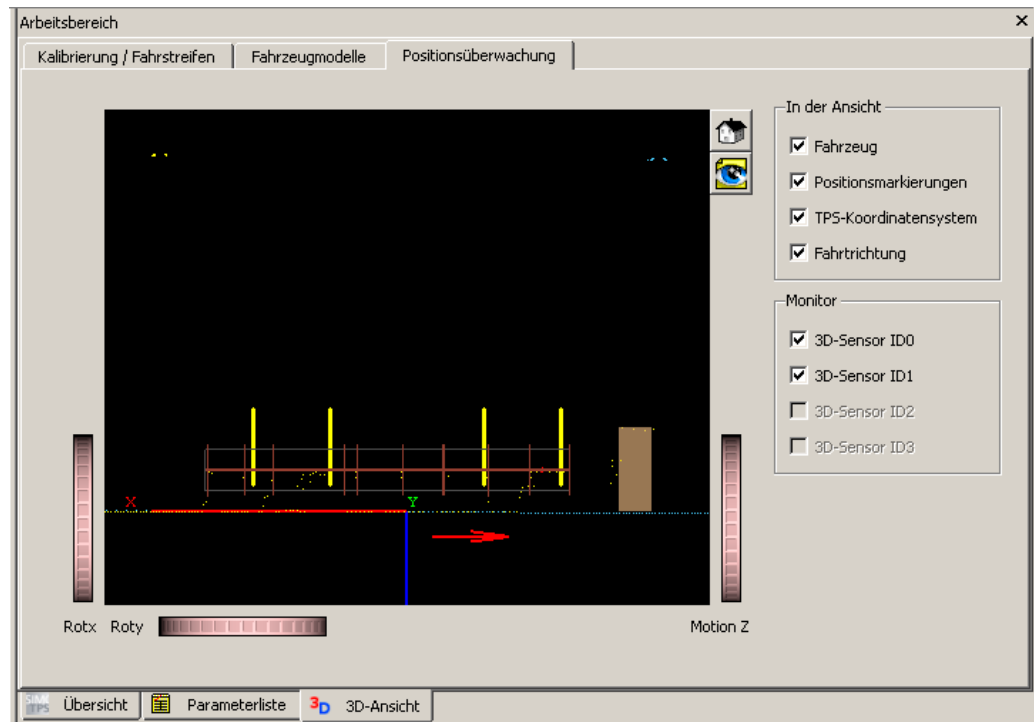 Arbeitsbereich
Kalibrierung / Fahrstreifen
Fahrzeugmodelle
Positionsüberwachung
In der Ansicht
Fahrzeug
Positionsmarkierungen
TPS-Koordinatensystem
Fahrtrichtung
Monitor
3D-Sensor ID0
3D-Sensor ID1
3D-Sensor ID2
3D-Sensor ID3
X
Y
Rotx Roty
Motion Z
Übersicht
Parameterliste
3D
3D-Ansicht